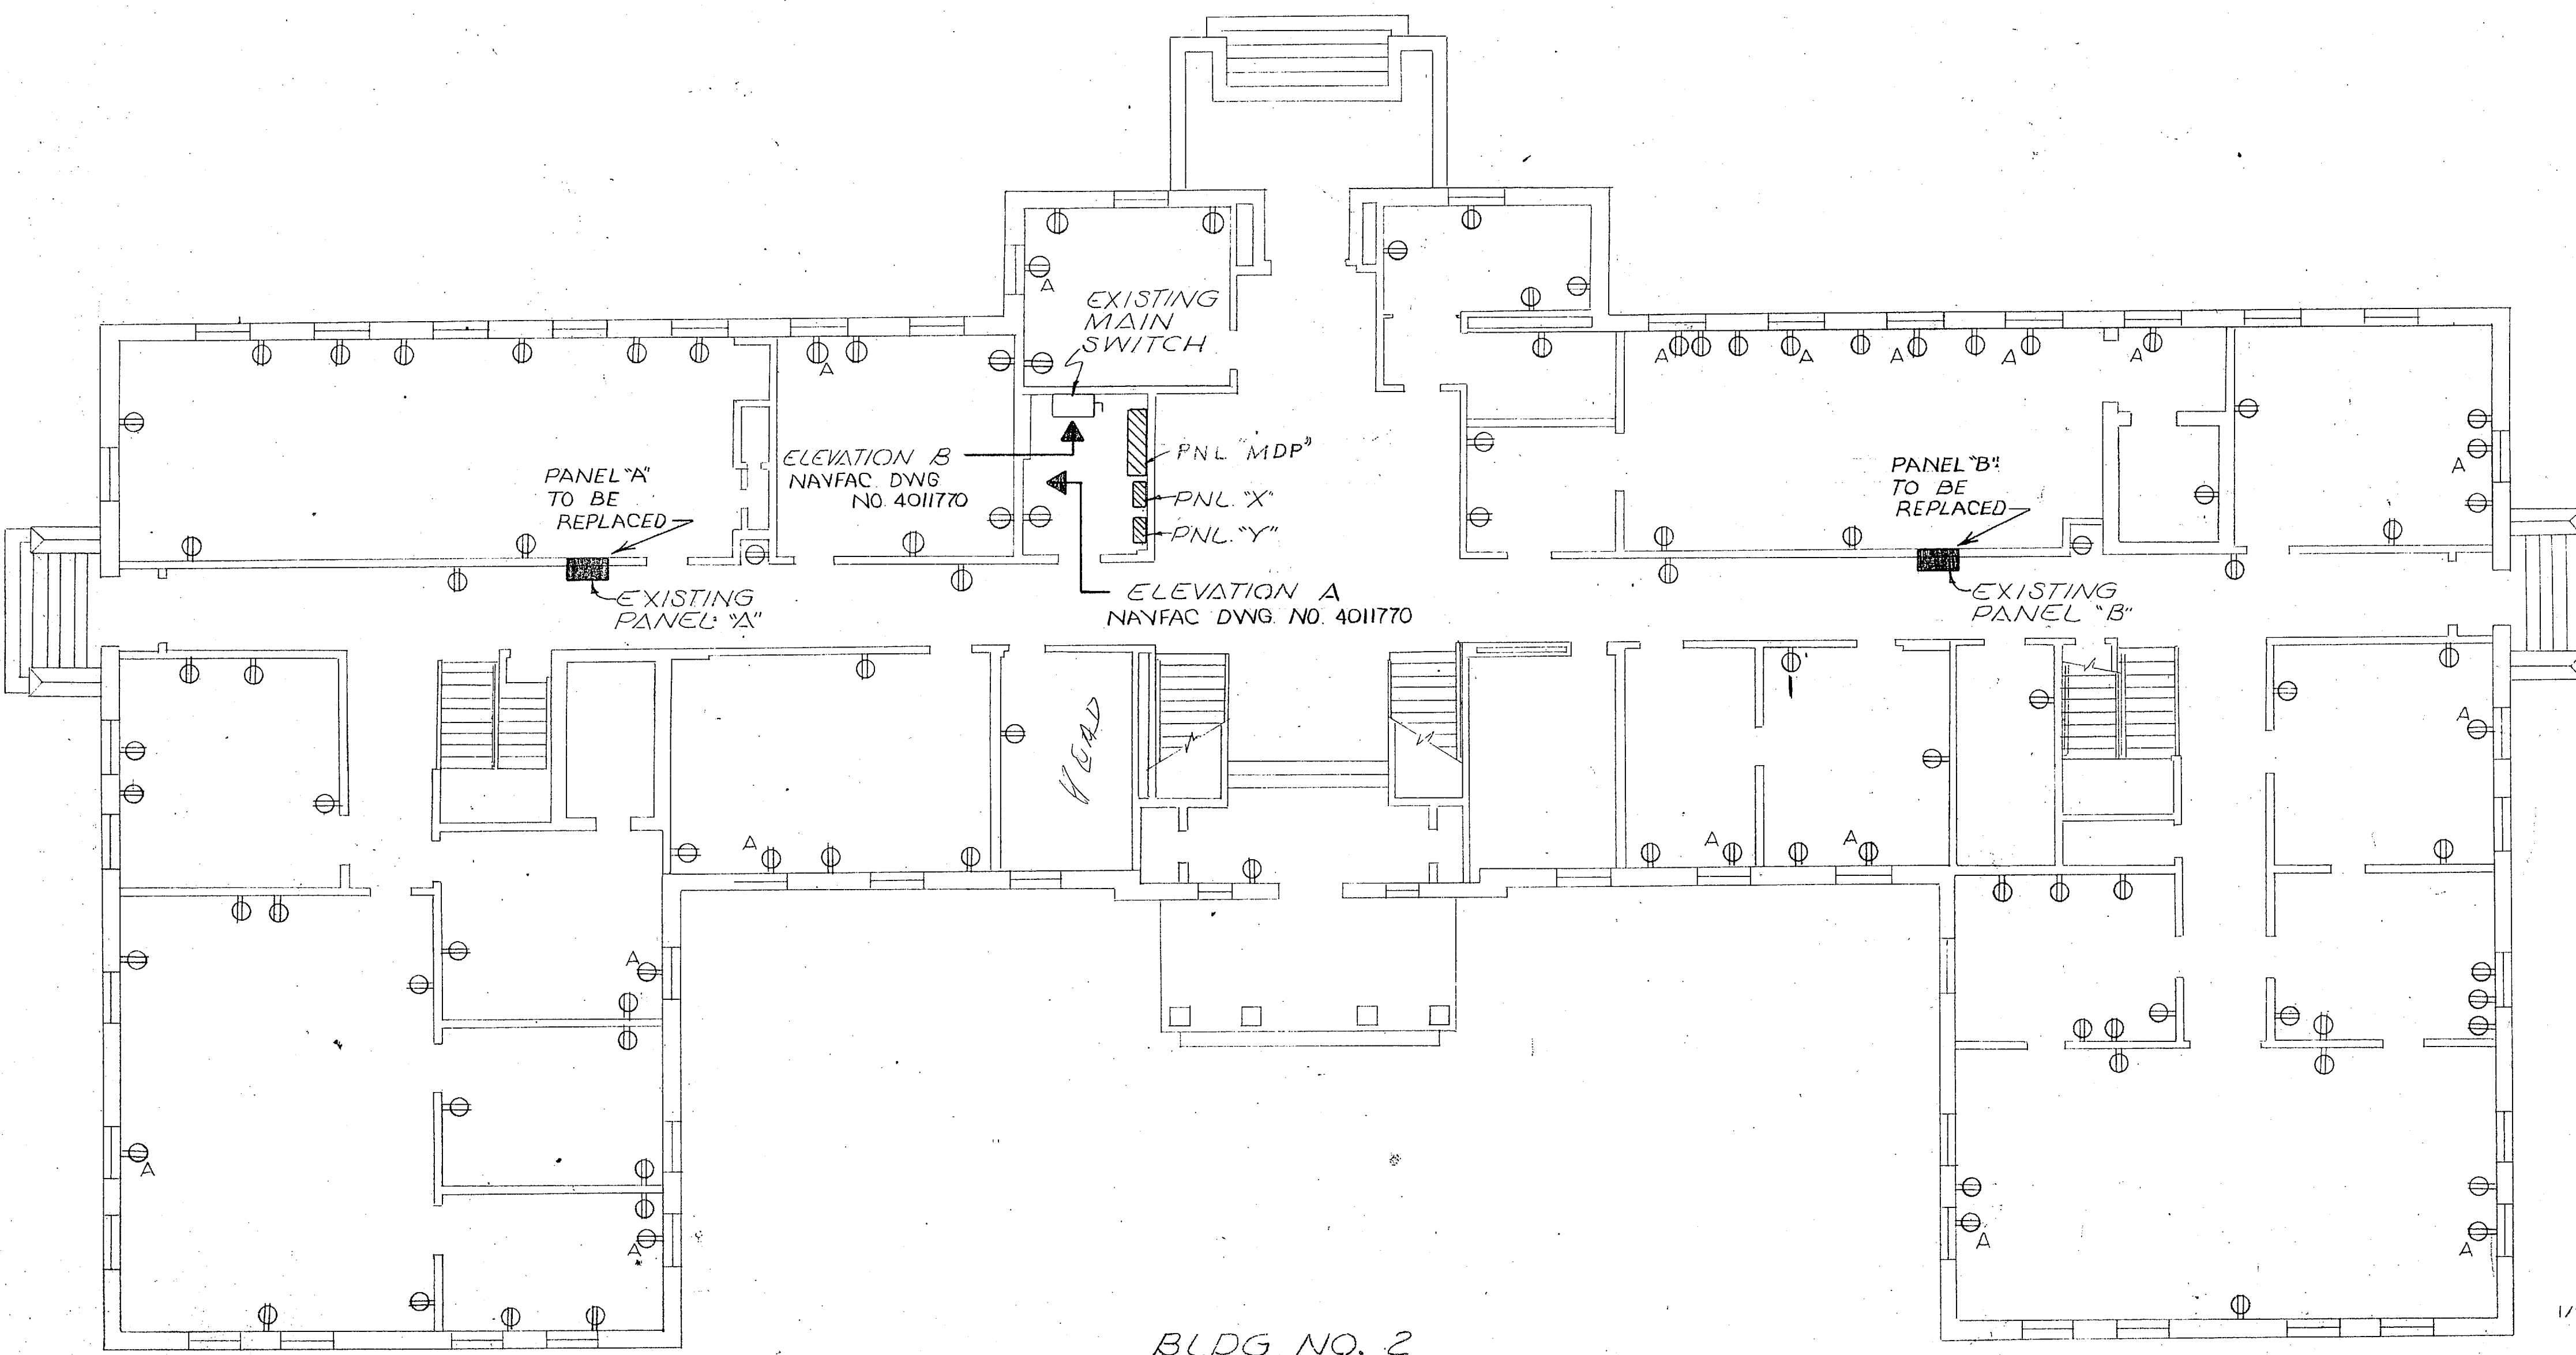 EXISTING
MAIN
SWITCH
A
A
A
A
A
A
A
ELEVATION B
NAVFAC DWG
NO. 4011770
PNL "MDP"
PNL. "X"
PNL. "Y"
PANEL "A"
TO BE
REPLACED
PANEL "B"
TO BE
REPLACED
A
EXISTING
PANEL "A"
ELEVATION A
NAVFAC DWG. NO. 4011770
EXISTING
PANEL "B"
HEAD
A
A
A
A
A
A
A
A
A
BLDG NO. 2